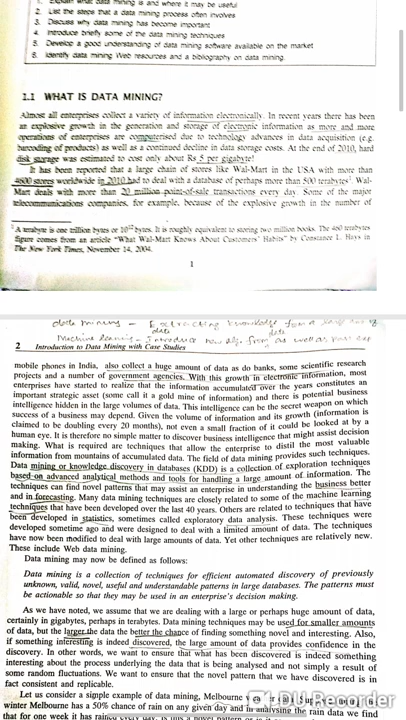 1. Explain what data mining is and where it may be useful
2. List the steps that a data mining process often involves
3. Discuss why data mining has become important
4. Introduce briefly some of the data mining techniques
5. Develop a good understanding of data mining software available on the market
6. Identify data mining Web resources and a bibliography on data mining
1.1 WHAT IS DATA MINING?
Almost all enterprises collect a variety of information electronically. In recent years there has been
an explosive growth in the generation and storage of electronic information as more and more
operations of enterprises are computerised due to technology advances in data acquisition (e.g.
barcoding of products) as well as a continued decline in data storage costs. At the end of 2010, hard
disk storage was estimated to cost only about Rs 5 per gigabyte!
It has been reported that a large chain of stores like Wal-Mart in the USA with more than
4600 stores worldwide in 2010 had to deal with a database of perhaps more than 500 terabytes¹. Wal-
Mart deals with more than 20 million point-of-sale transactions every day. Some of the major
telecommunications companies, for example, because of the explosive growth in the number of
¹ A terabyte is one trillion bytes or 10¹² bytes. It is roughly equivalent to storing two million books. The 460 terabytes
figure comes from an article "What Wal-Mart Knows About Customers' Habits" by Constance L. Hays in
The New York Times, November 14, 2004.
1
data mining - Extracting knowledge from a large set of
data
Machine learning - Introduce new alg. from data as well as past exp
2 Introduction to Data Mining with Case Studies
mobile phones in India, also collect a huge amount of data as do banks, some scientific research
projects and a number of government agencies. With this growth in electronic information, most
enterprises have started to realize that the information accumulated over the years constitutes an
important strategic asset (some call it a gold mine of information) and there is potential business
intelligence hidden in the large volumes of data. This intelligence can be the secret weapon on which
success of a business may depend. Given the volume of information and its growth (information is
claimed to be doubling every 20 months), not even a small fraction of it could be looked at by a
human eye. It is therefore no simple matter to discover business intelligence that might assist decision
making. What is required are techniques that allow the enterprise to distil the most valuable
information from mountains of accumulated data. The field of data mining provides such techniques.
Data mining or knowledge discovery in databases (KDD) is a collection of exploration techniques
based on advanced analytical methods and tools for handling a large amount of information. The
techniques can find novel patterns that may assist an enterprise in understanding the business better
and in forecasting. Many data mining techniques are closely related to some of the machine learning
techniques that have been developed over the last 40 years. Others are related to techniques that have
been developed in statistics, sometimes called exploratory data analysis. These techniques were
developed sometime ago and were designed to deal with a limited amount of data. The techniques
have now been modified to deal with large amounts of data. Yet other techniques are relatively new.
These include Web data mining.
Data mining may now be defined as follows:
Data mining is a collection of techniques for efficient automated discovery of previously
unknown, valid, novel, useful and understandable patterns in large databases. The patterns must
be actionable so that they may be used in an enterprise's decision making.
As we have noted, we assume that we are dealing with a large or perhaps huge amount of data,
certainly in gigabytes, perhaps in terabytes. Data mining techniques may be used for smaller amounts
of data, but the larger the data the better the chance of finding something novel and interesting. Also,
if something interesting is indeed discovered, the large amount of data provides confidence in the
discovery. In other words, we want to ensure that what has been discovered is indeed something
interesting about the process underlying the data that is being analysed and not simply a result of
some random fluctuations. We want to ensure that the novel pattern that we have discovered is in
fact consistent and replicable.
Let us consider a simple example of data mining, Melbourne
winter Melbourne has a 50% chance of rain on any given day and in analysing the rain data we find
that for one week it has rained every day. Is this a novel pattern or is it
DU Recorder